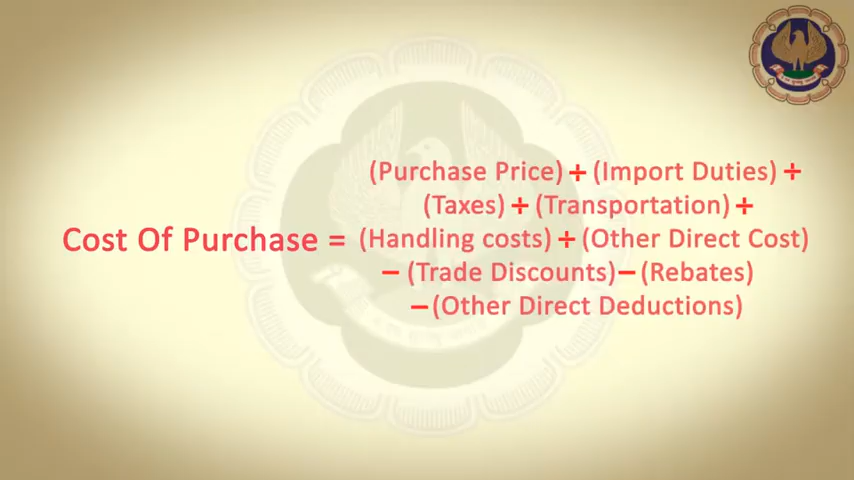 (Purchase Price) + (Import Duties) +
(Taxes) + (Transportation) +
Cost Of Purchase = (Handling costs) + (Other Direct Cost)
− (Trade Discounts) − (Rebates)
− (Other Direct Deductions)